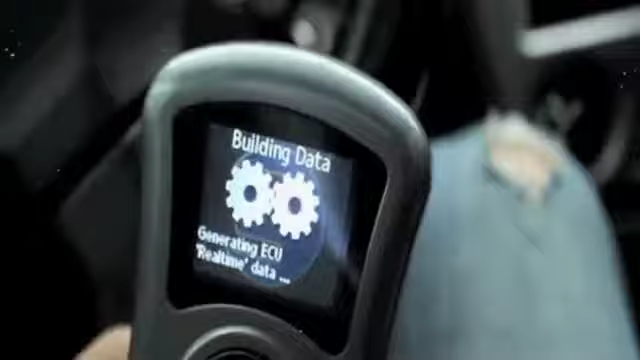 Building Data
Generating ECU
'Realtime' data ...